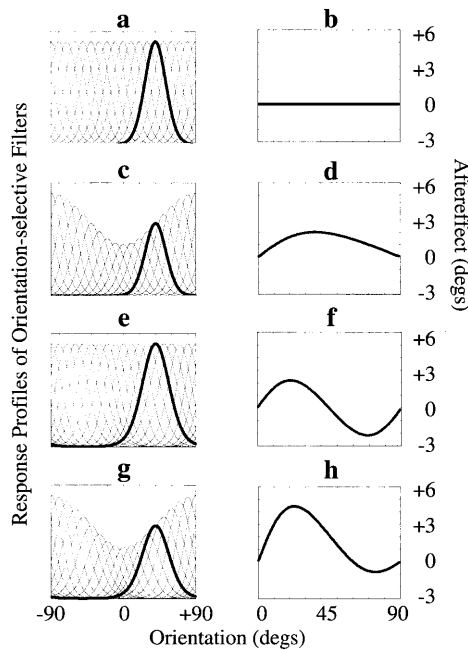 a
b
+6
+3
0
-3
c
d
+6
+3
0
-3
e
f
+6
+3
0
-3
g
h
+6
+3
0
-3
-90 0 +90
0 45 90
Orientation (degs)
Response Profiles of Orientation-selective Filters
Aftereffect (degs)